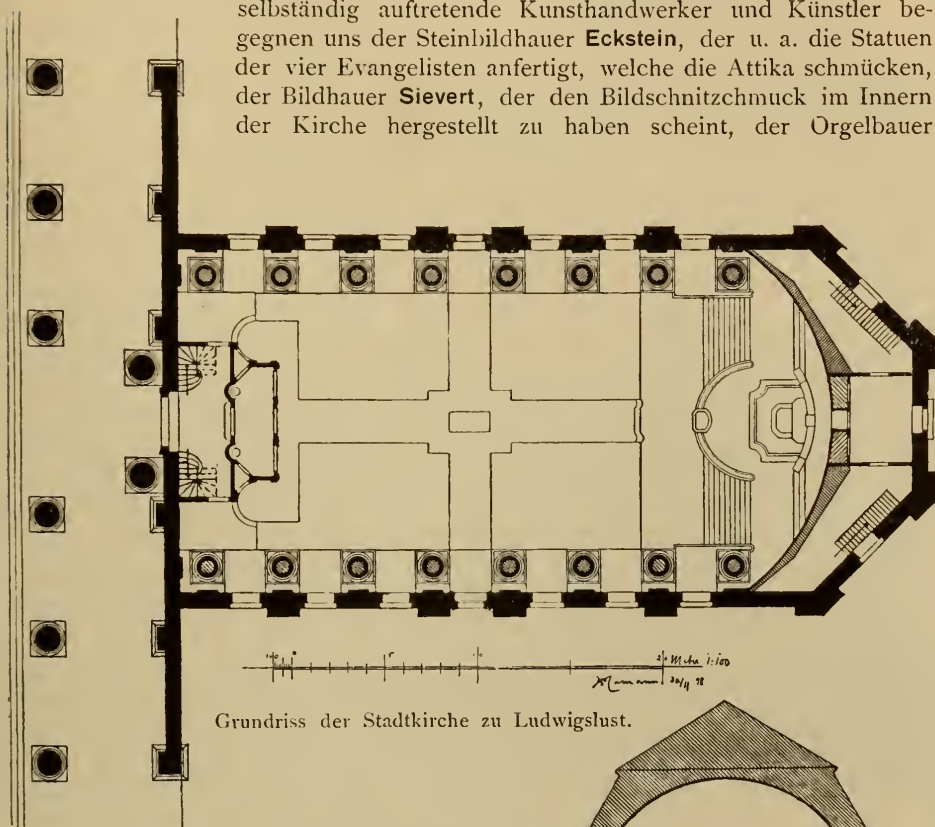 selbständig auftretende Kunsthandwerker und Künstler be-
gegnen uns der Steinbildhauer Eckstein, der u. a. die Statuen
der vier Evangelisten anfertigt, welche die Attika schmücken,
der Bildhauer Sievert, der den Bildschnitzchmuck im Innern
der Kirche hergestellt zu haben scheint, der Orgelbauer
1:100
Grundriss der Stadtkirche zu Ludwigslust.